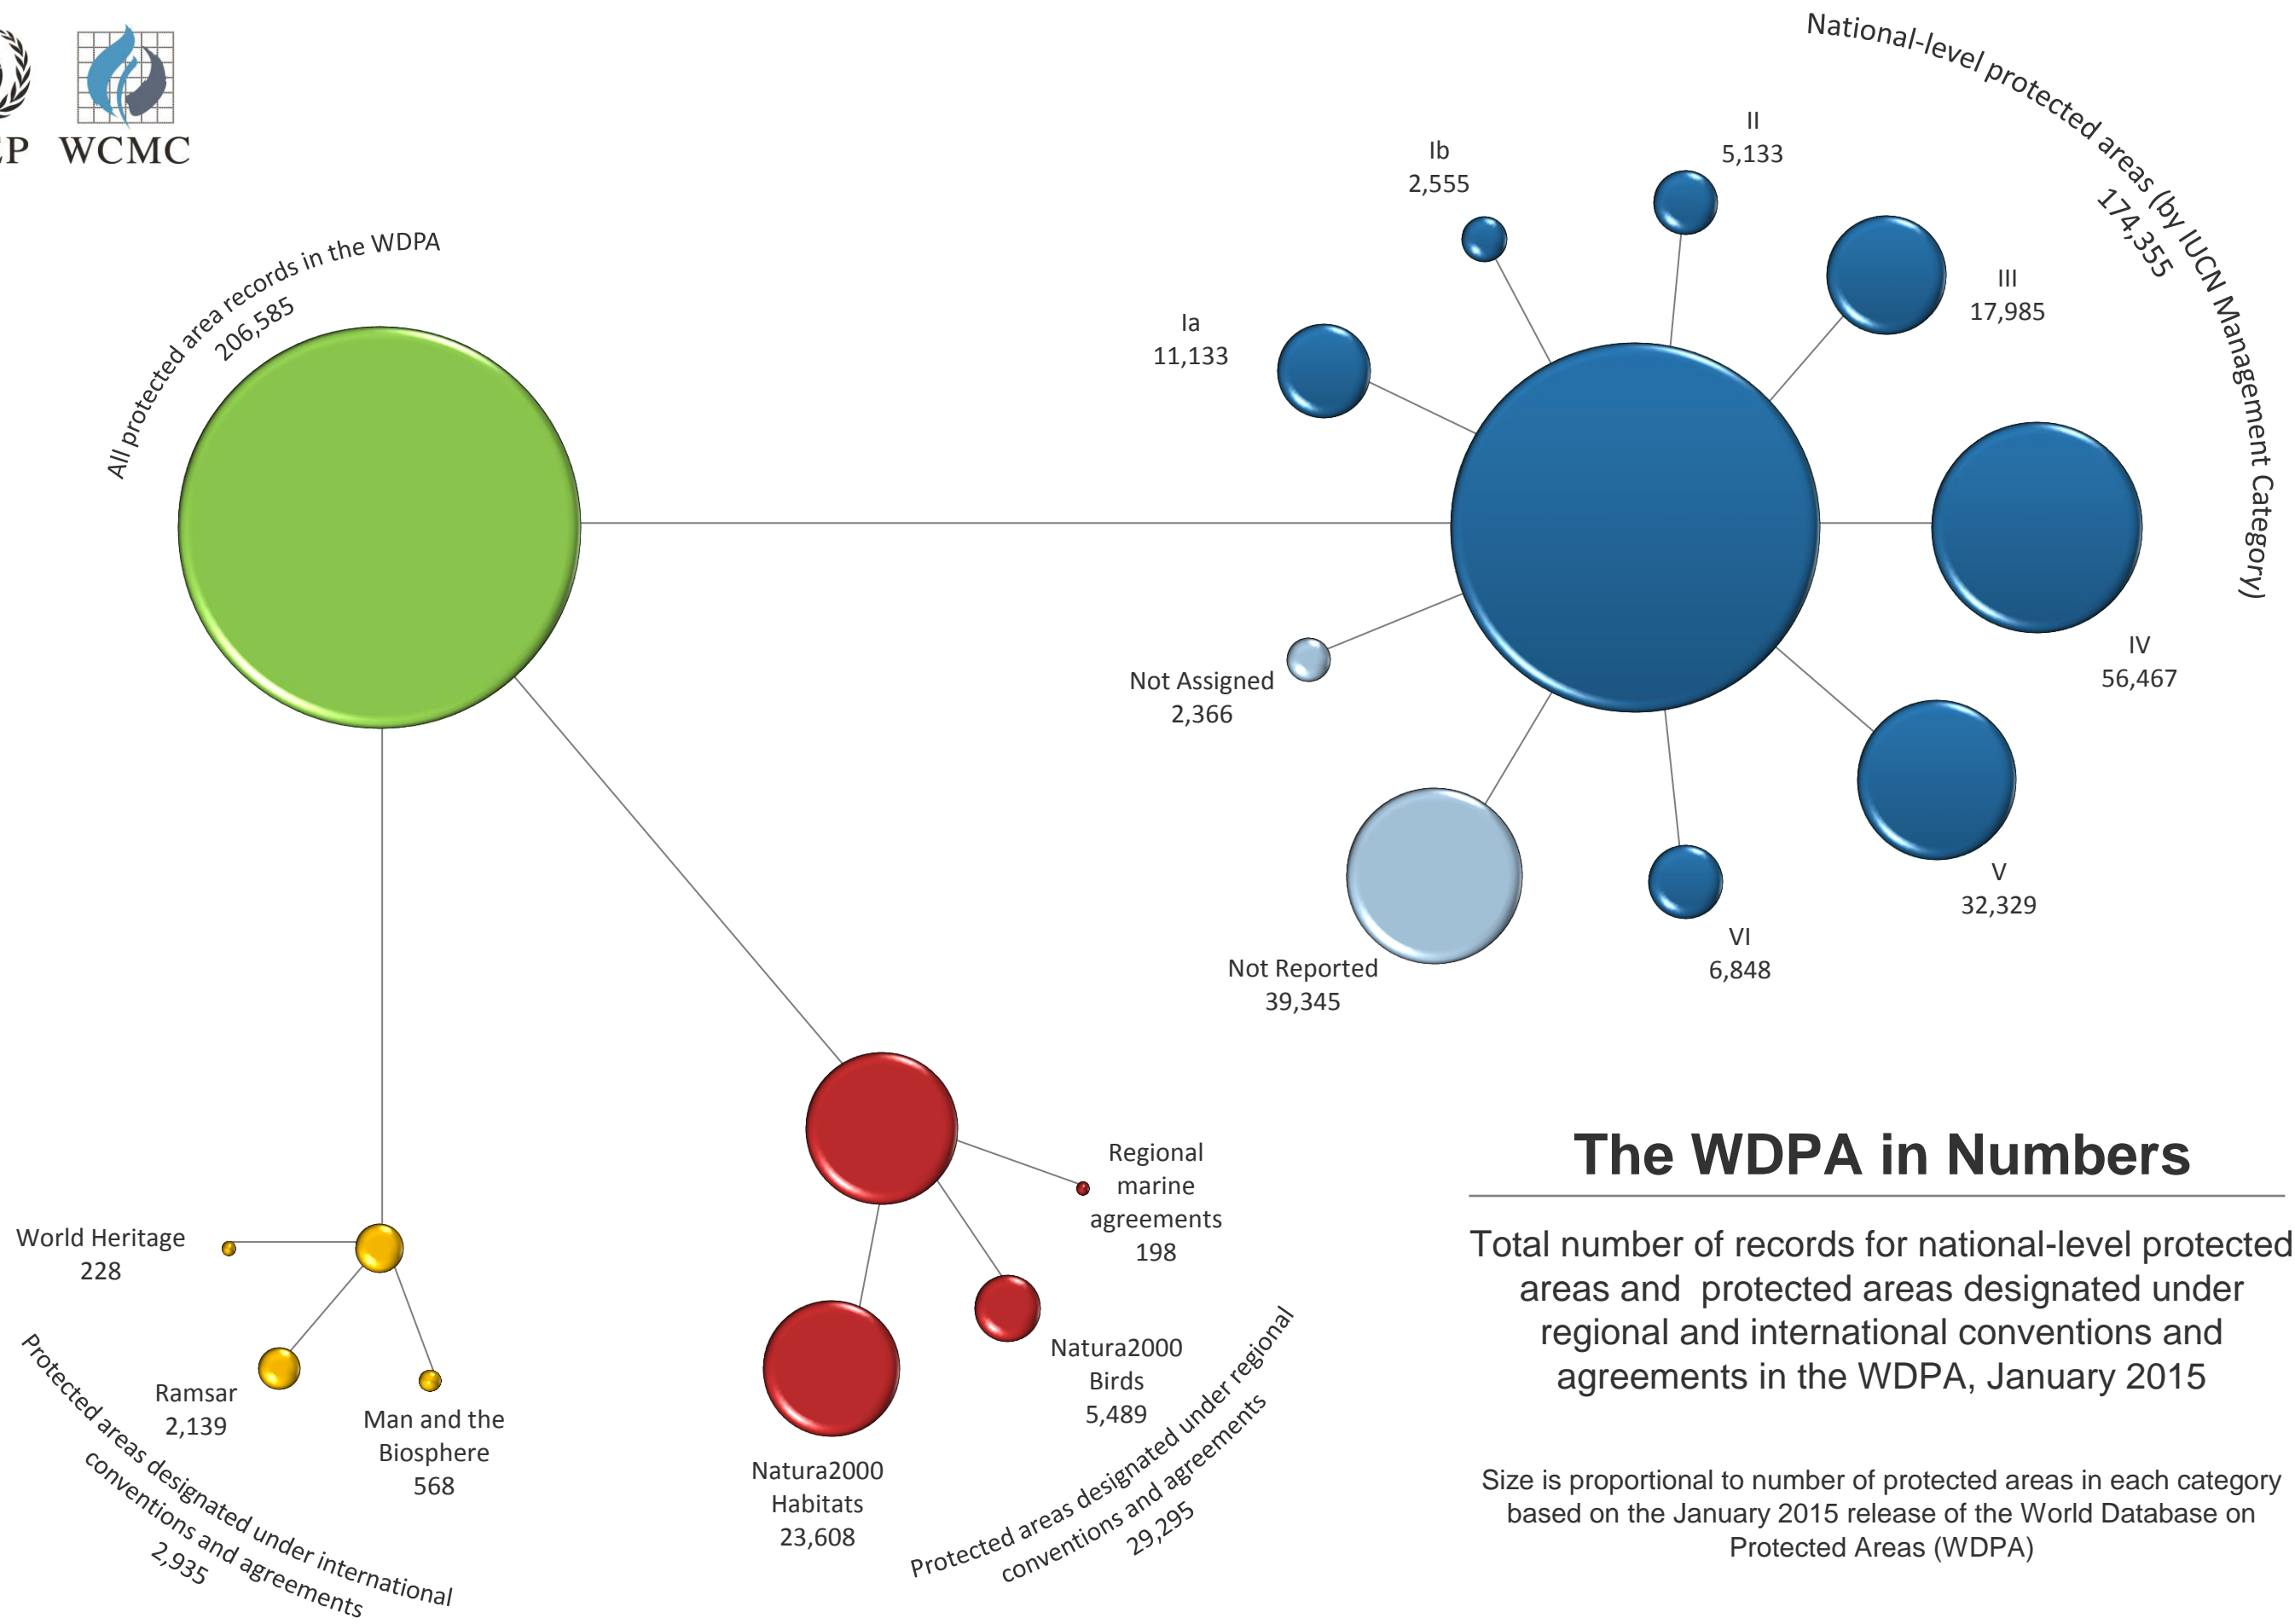 WCMC
All protected area records in the WDPA
206,585
National-level protected areas (by IUCN Management Category)
174,355
Ia
11,133
Ib
2,555
II
5,133
III
17,985
IV
56,467
V
32,329
VI
6,848
Not Reported
39,345
Not Assigned
2,366
World Heritage
228
Ramsar
2,139
Man and the
Biosphere
568
Protected areas designated under international
conventions and agreements
2,935
Regional
marine
agreements
198
Natura2000
Birds
5,489
Natura2000
Habitats
23,608
Protected areas designated under regional
conventions and agreements
29,295
The WDPA in Numbers
Total number of records for national-level protected
areas and protected areas designated under
regional and international conventions and
agreements in the WDPA, January 2015
Size is proportional to number of protected areas in each category
based on the January 2015 release of the World Database on
Protected Areas (WDPA)